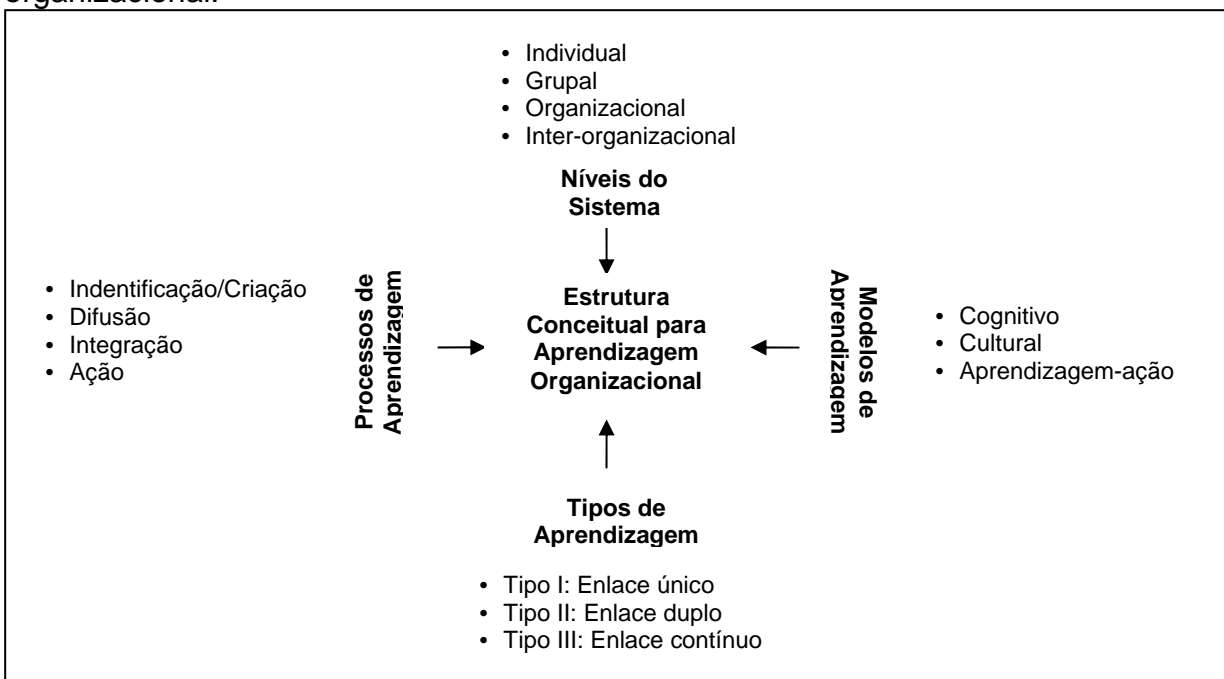 organizacional.
• Individual
• Grupal
• Organizacional
• Inter-organizacional
Níveis do
Sistema
• Indentificação/Criação
• Difusão
• Integração
• Ação
Processos de
Aprendizagem
Estrutura
Conceitual para
Aprendizagem
Organizacional
Modelos de
Aprendizagem
• Cognitivo
• Cultural
• Aprendizagem-ação
Tipos de
Aprendizagem
• Tipo I: Enlace único
• Tipo II: Enlace duplo
• Tipo III: Enlace contínuo